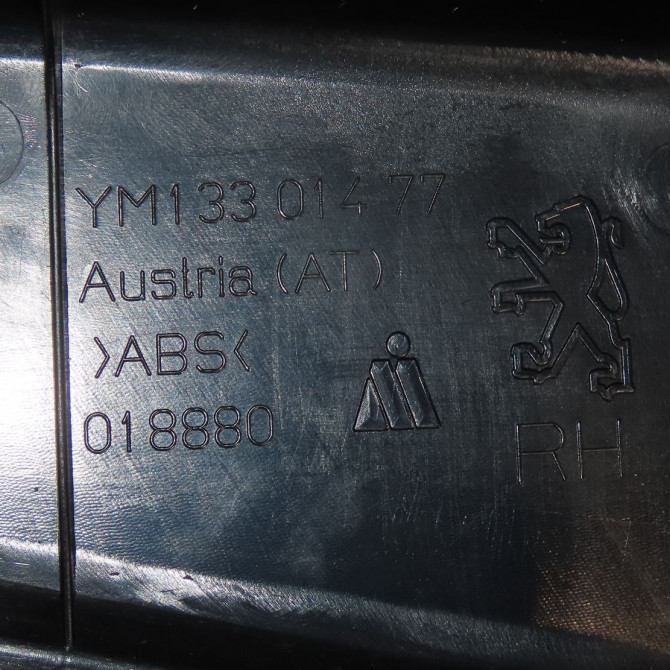 YM133 014 77
Austria (AT)
>ABS<
018880
RH